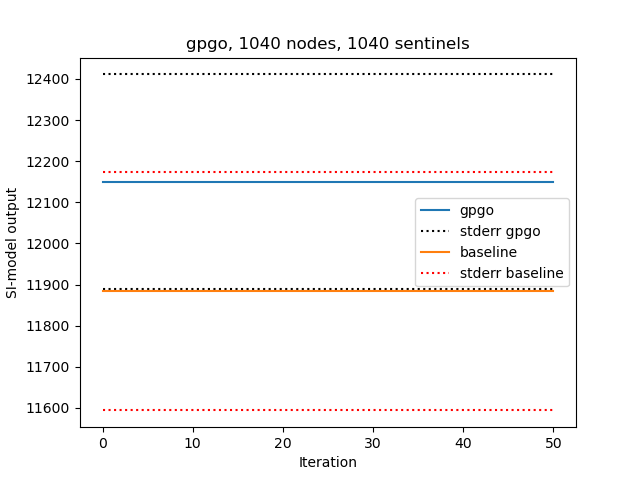 gpgo, 1040 nodes, 1040 sentinels
12400
12300
12200
12100
12000
11900
11800
11700
11600
SI-model output
gpgo
stderr gpgo
baseline
stderr baseline
0
10
20
30
40
50
Iteration